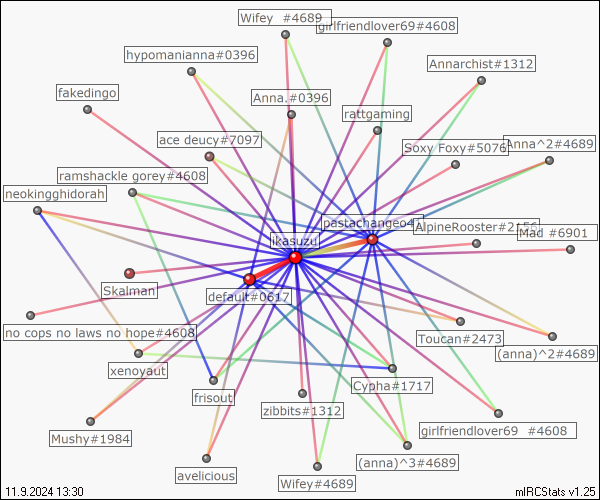 Wifey  #4689
girlfriendlover69#4608
hypomanianna#0396
Annarchist#1312
fakedingo
Anna.#0396
rattgaming
ace deucy#7097
Soxy Foxy#5076
Anna^2#4689
ramshackle gorey#4608
neokingghidorah
pastachangeo4
AlpineRooster#2156
Mad #6901
ikasuzu
Skalman
default#0617
no cops no laws no hope#4608
Toucan#2473
(anna)^2#4689
xenoyaut
Cypha#1717
frisout
zibbits#1312
girlfriendlover69  #4608
Mushy#1984
(anna)^3#4689
avelicious
Wifey#4689
11.9.2024 13:30
mIRCStats v1.25